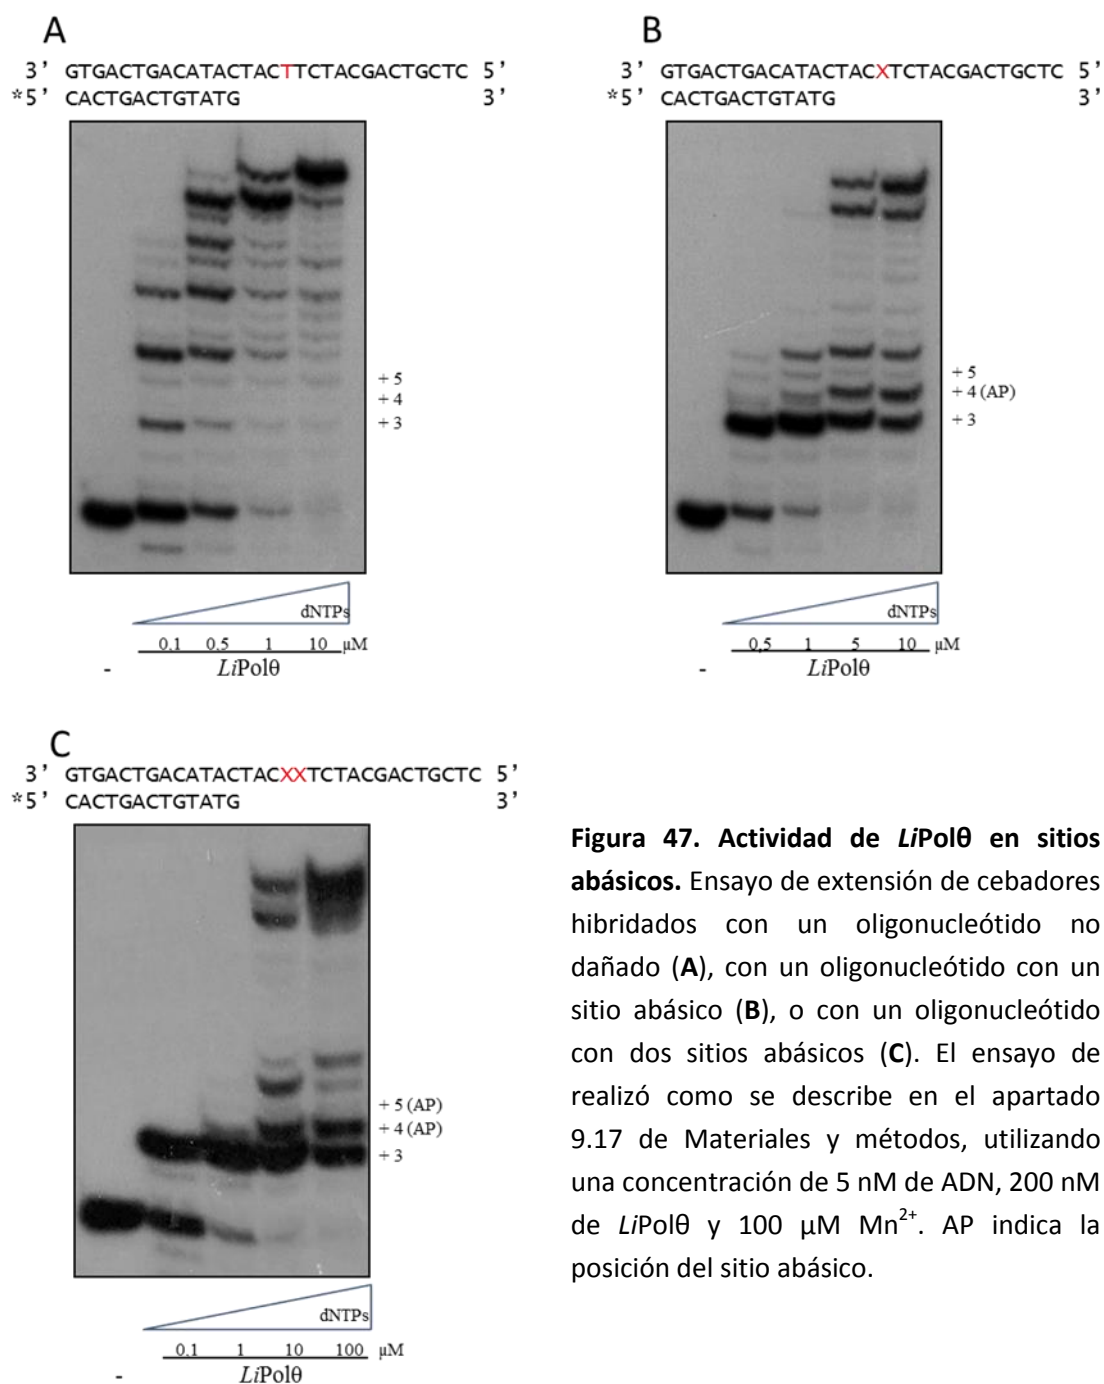 A
3’ GTGACTGACATACTACTTCTACGACTGCTC 5’
*5’ CACTGACTGTATG 3’
+ 5
+ 4
+ 3
dNTPs
0.1 0.5 1 10 µM
- LiPolθ
B
3’ GTGACTGACATACTACXTCTACGACTGCTC 5’
*5’ CACTGACTGTATG 3’
+ 5
+ 4 (AP)
+ 3
dNTPs
0,5 1 5 10 µM
- LiPolθ
C
3’ GTGACTGACATACTACXXTCTACGACTGCTC 5’
*5’ CACTGACTGTATG 3’
+ 5 (AP)
+ 4 (AP)
+ 3
dNTPs
0.1 1 10 100 µM
- LiPolθ
Figura 47. Actividad de LiPolθ en sitios
abásicos. Ensayo de extensión de cebadores
hibridados con un oligonucleótido no
dañado (A), con un oligonucleótido con un
sitio abásico (B), o con un oligonucleótido
con dos sitios abásicos (C). El ensayo de
realizó como se describe en el apartado
9.17 de Materiales y métodos, utilizando
una concentración de 5 nM de ADN, 200 nM
de LiPolθ y 100 µM Mn²⁺. AP indica la
posición del sitio abásico.